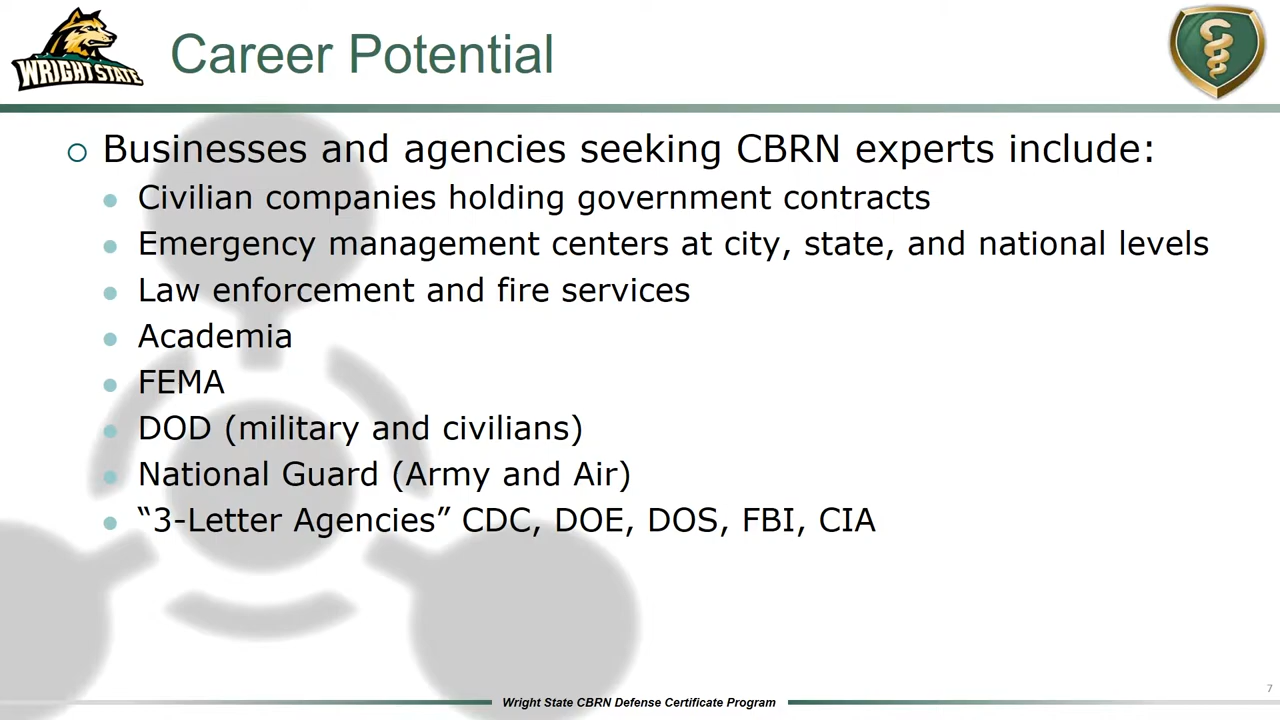 WRIGHT STATE
Career Potential
Businesses and agencies seeking CBRN experts include:
Civilian companies holding government contracts
Emergency management centers at city, state, and national levels
Law enforcement and fire services
Academia
FEMA
DOD (military and civilians)
National Guard (Army and Air)
“3-Letter Agencies” CDC, DOE, DOS, FBI, CIA
7
Wright State CBRN Defense Certificate Program